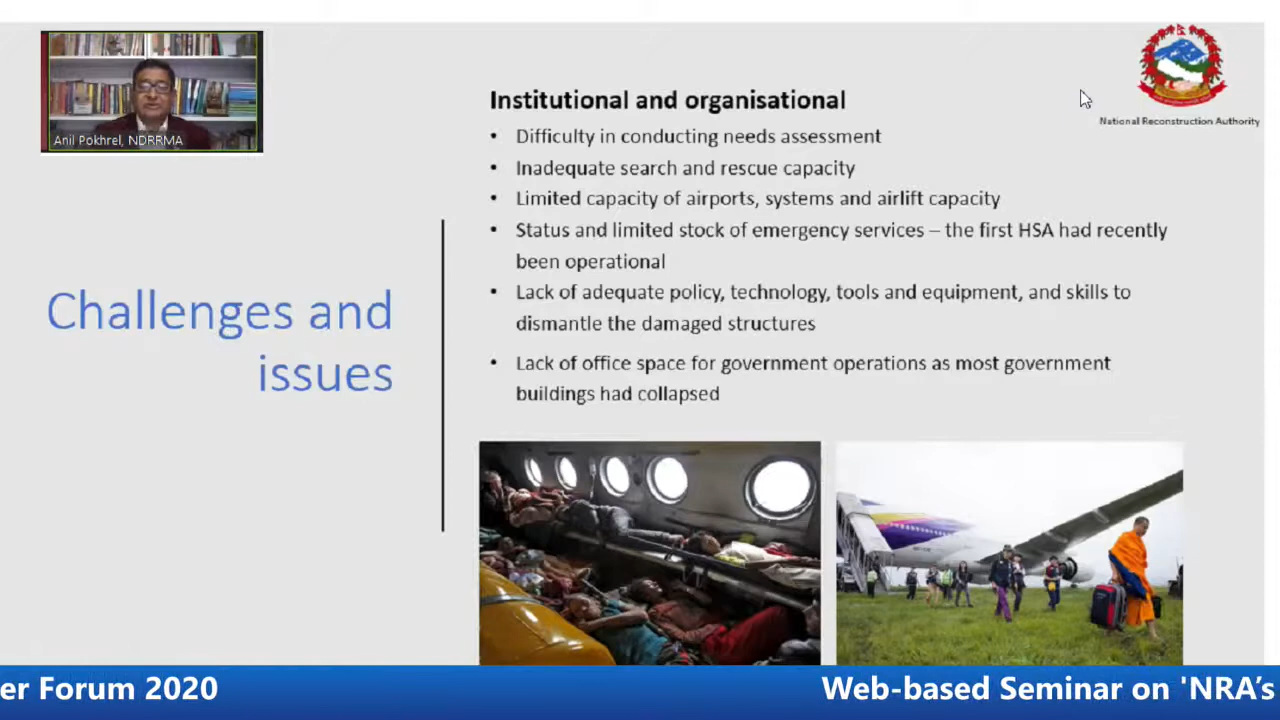 Anil Pokhrel, NDRRMA
National Reconstruction Authority
Challenges and
issues
Institutional and organisational
• Difficulty in conducting needs assessment
• Inadequate search and rescue capacity
• Limited capacity of airports, systems and airlift capacity
• Status and limited stock of emergency services – the first HSA had recently
been operational
• Lack of adequate policy, technology, tools and equipment, and skills to
dismantle the damaged structures
• Lack of office space for government operations as most government
buildings had collapsed
er Forum 2020
Web-based Seminar on 'NRA’s